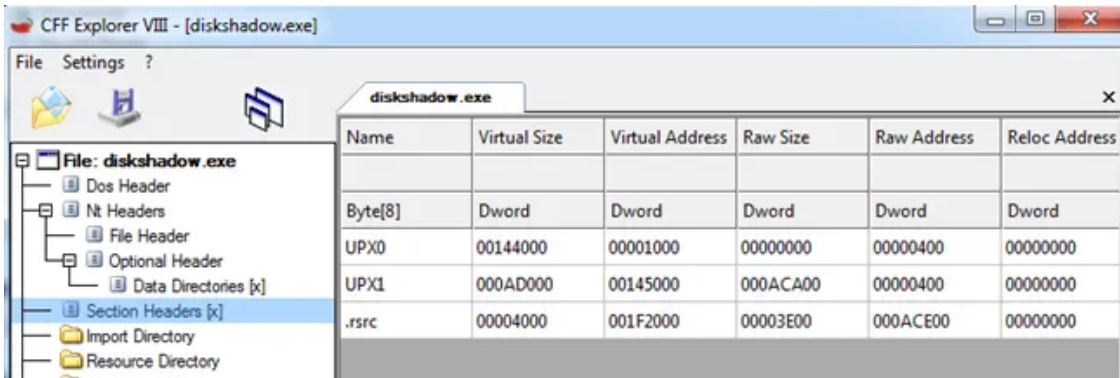 CFF Explorer VIII - [diskshadow.exe]
File Settings ?
diskshadow.exe
File: diskshadow.exe
Dos Header
Nt Headers
File Header
Optional Header
Data Directories [x]
Section Headers [x]
Import Directory
Resource Directory
Name Virtual Size Virtual Address Raw Size Raw Address Reloc Address
Byte[8] Dword Dword Dword Dword Dword
UPX0 00144000 00001000 00000000 00000400 00000000
UPX1 000AD000 00145000 000ACA00 00000400 00000000
.rsrc 00004000 001F2000 00003E00 000ACE00 00000000